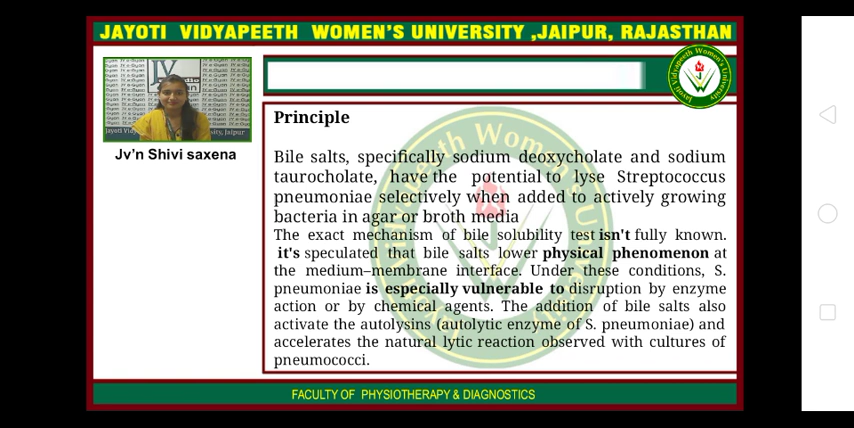 JAYOTI VIDYAPEETH WOMEN'S UNIVERSITY ,JAIPUR, RAJASTHAN
Jv'n Shivi saxena
Principle
Bile salts, specifically sodium deoxycholate and sodium
taurocholate, have the potential to lyse Streptococcus
pneumoniae selectively when added to actively growing
bacteria in agar or broth media
The exact mechanism of bile solubility test isn't fully known.
it's speculated that bile salts lower physical phenomenon at
the medium–membrane interface. Under these conditions, S.
pneumoniae is especially vulnerable to disruption by enzyme
action or by chemical agents. The addition of bile salts also
activate the autolysins (autolytic enzyme of S. pneumoniae) and
accelerates the natural lytic reaction observed with cultures of
pneumococci.
FACULTY OF PHYSIOTHERAPY & DIAGNOSTICS